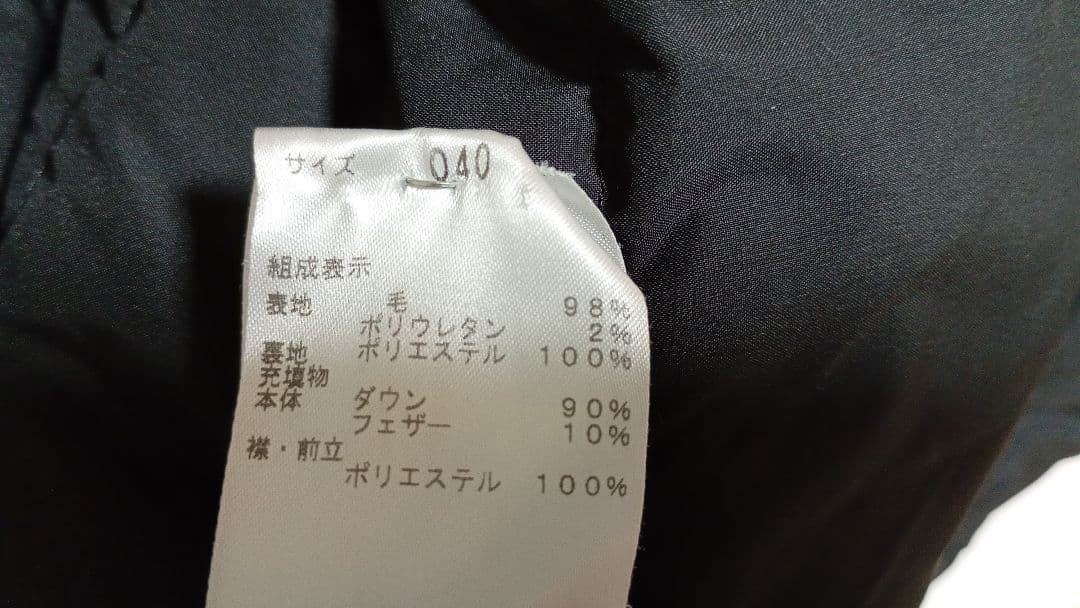 サイズ 040
組成表示
表地 毛 98%
ポリウレタン 2%
裏地 ポリエステル 100%
充填物
本体 ダウン 90%
フェザー 10%
襟・前立
ポリエステル 100%